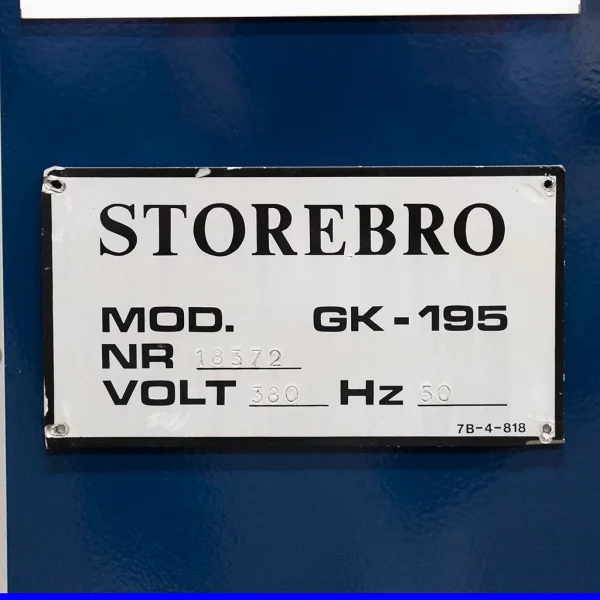 STOREBRO
MOD. GK-195
NR 18372
VOLT 380 Hz 50
7B-4-818